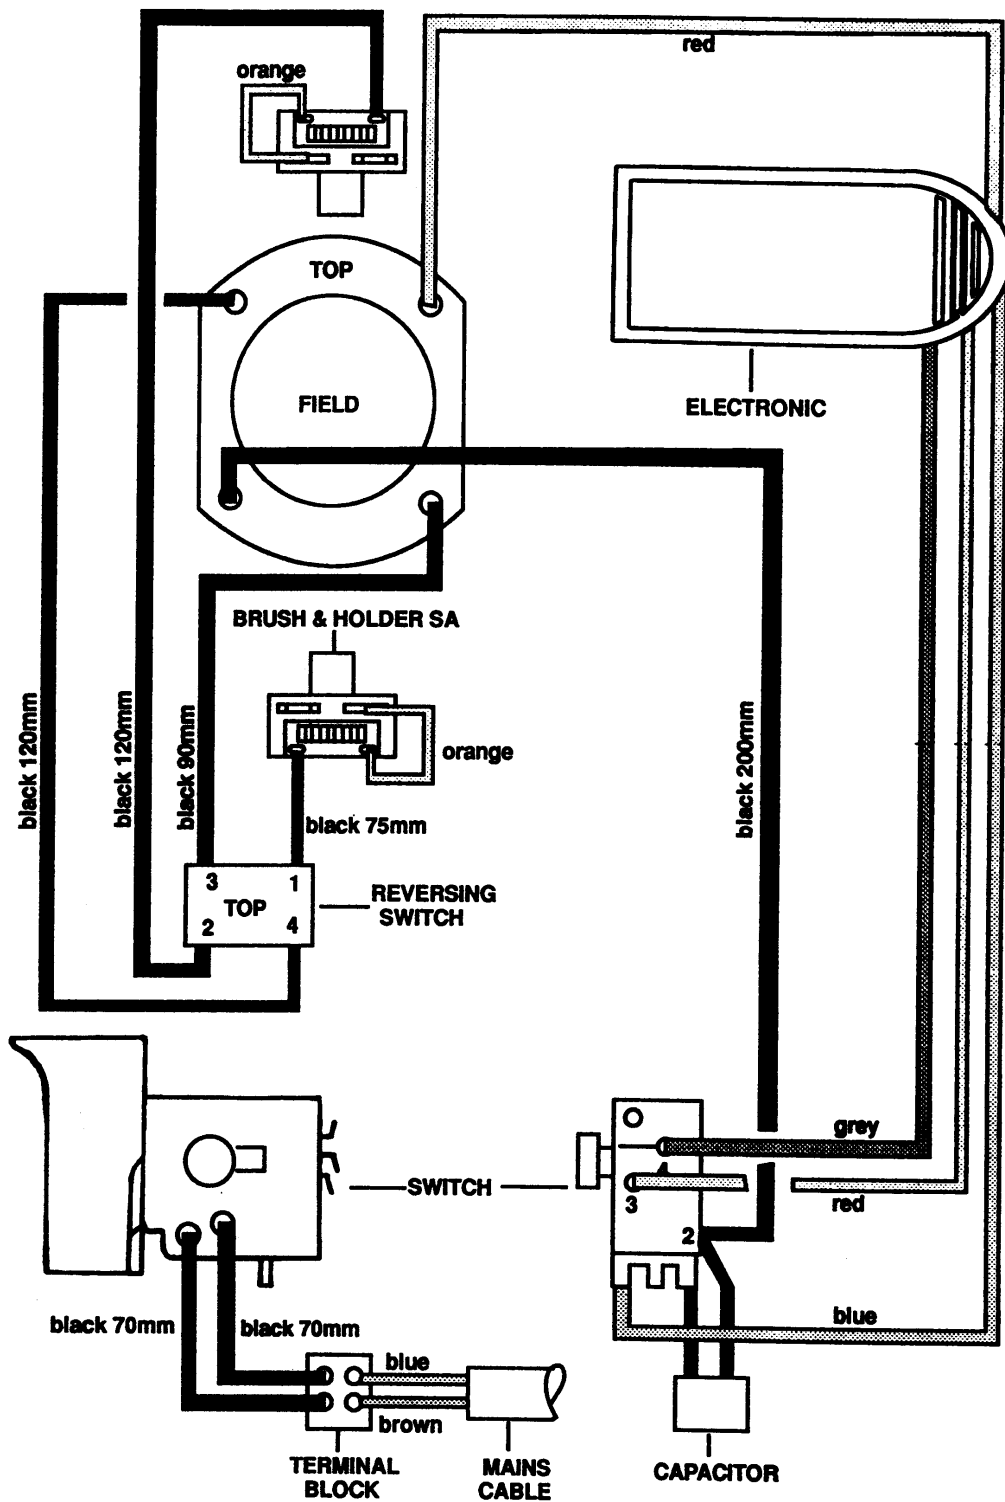 red
orange
TOP
FIELD
ELECTRONIC
BRUSH & HOLDER SA
black 120mm
black 120mm
black 90mm
orange
black 200mm
black 75mm
3 1
TOP
2 4
REVERSING
SWITCH
grey
SWITCH
3
red
2
black 70mm
black 70mm
blue
blue
brown
TERMINAL
BLOCK
MAINS
CABLE
CAPACITOR